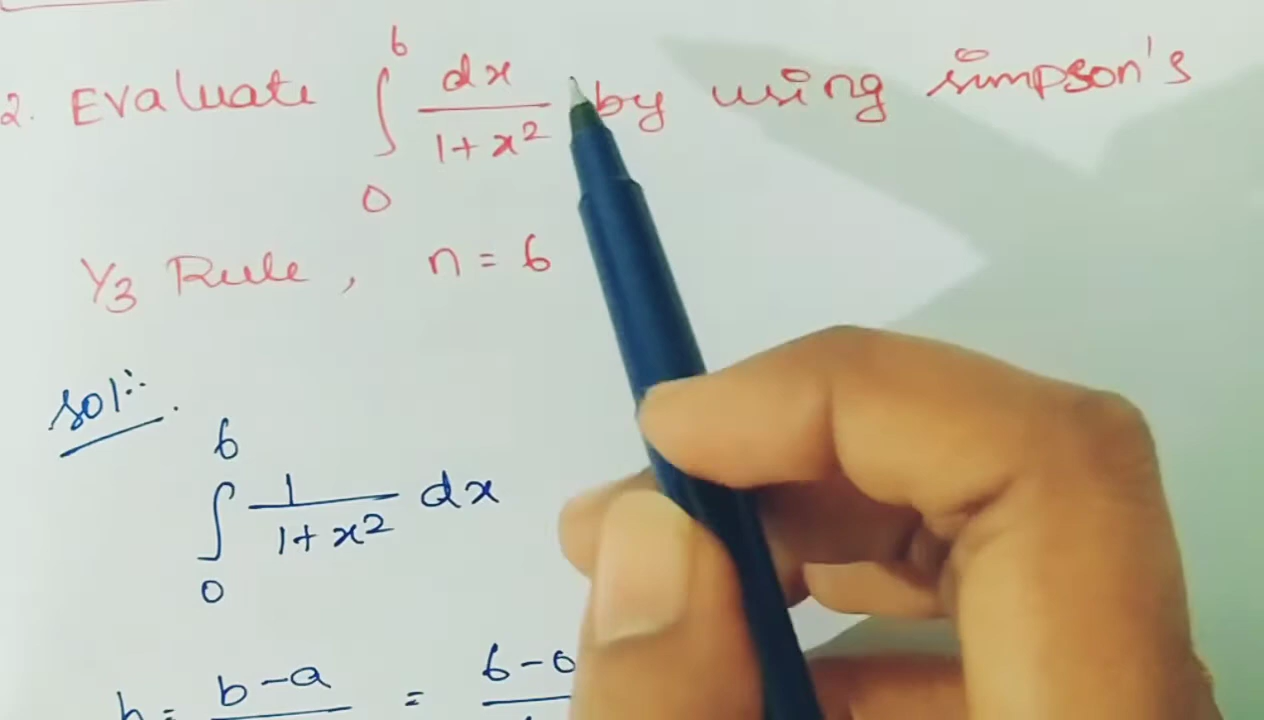 2. Evaluate ∫₀⁶ dx/(1+x²) by using simpson's
1/3 Rule, n = 6
Sol:.
∫₀⁶ 1/(1+x²) dx
h = b-a = 6-0